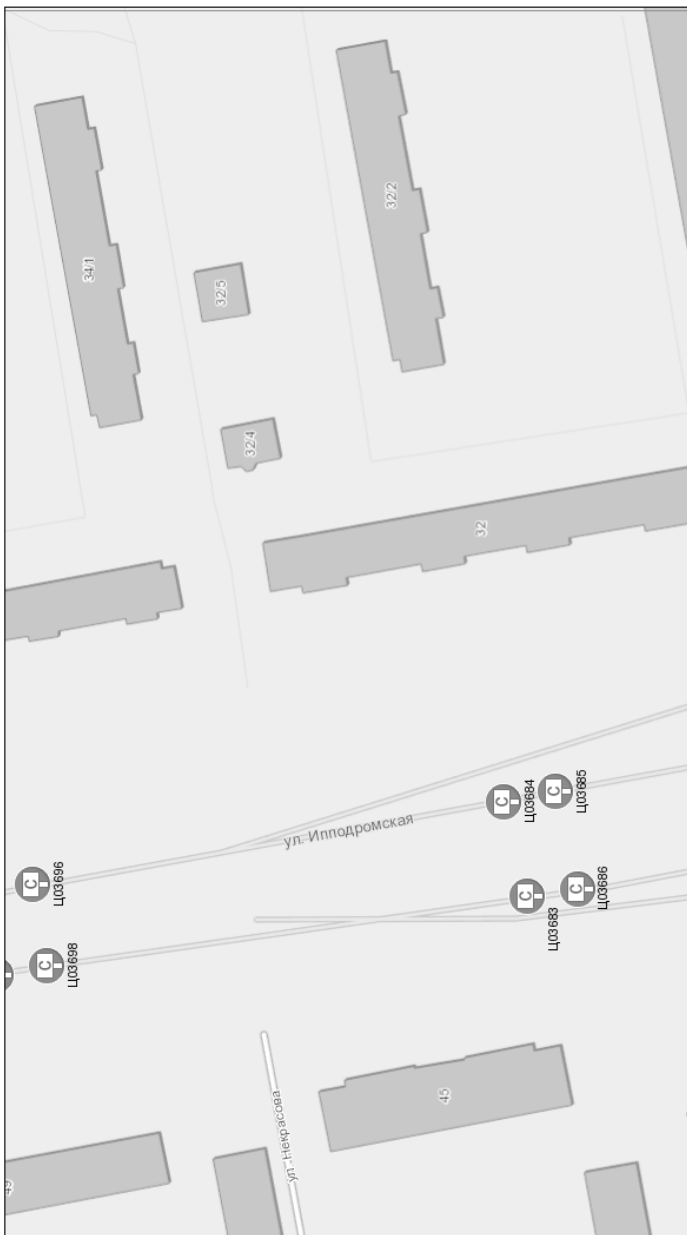 32/2
34/1
32/5
32/4
32
Ц03684
Ц03685
ул. Ипподромская
Ц03696
Ц03686
Ц03683
Ц03698
ул. Некрасова
45
49
С
С
С
С
С
С